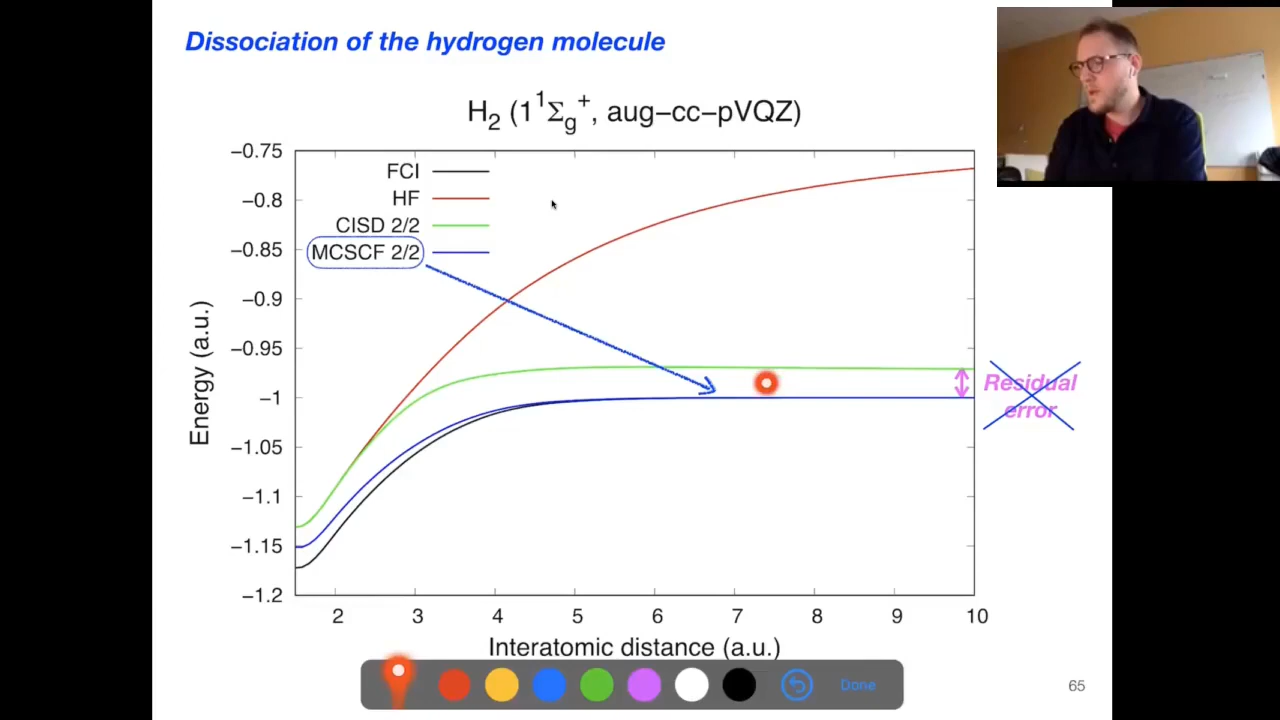 Dissociation of the hydrogen molecule
H2 (1 1Σg+, aug−cc−pVQZ)
FCI
HF
CISD 2/2
MCSCF 2/2
Energy (a.u.)
−0.75
−0.8
−0.85
−0.9
−0.95
−1
−1.05
−1.1
−1.15
−1.2
2 3 4 5 6 7 8 9 10
Interatomic distance (a.u.)
Residual
error
Done
65